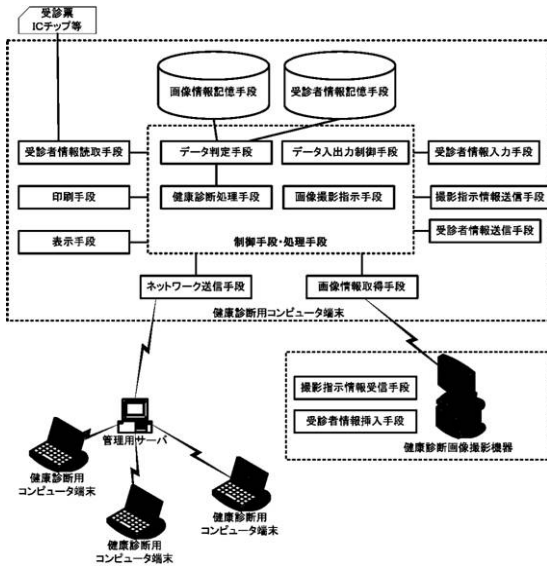 受診票
ICチップ等
画像情報記憶手段
受診者情報記憶手段
受診者情報読取手段
データ判定手段
データ入出力制御手段
受診者情報入力手段
印刷手段
健康診断処理手段
画像撮影指示手段
撮影指示情報送信手段
表示手段
制御手段・処理手段
受診者情報送信手段
ネットワーク送信手段
画像情報取得手段
健康診断用コンピュータ端末
撮影指示情報受信手段
受診者情報挿入手段
健康診断画像撮影機器
管理用サーバ
健康診断用
コンピュータ端末
健康診断用
コンピュータ端末
健康診断用
コンピュータ端末